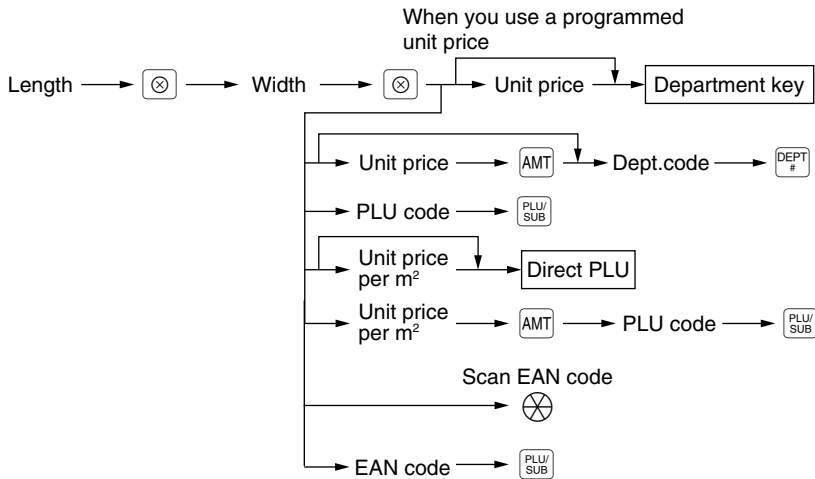 When you use a programmed
unit price
Length ⊗ Width ⊗ Unit price Department key
Unit price AMT Dept.code DEPT
#
PLU code PLU/
SUB
Unit price
per m² Direct PLU
Unit price
per m² AMT PLU code PLU/
SUB
Scan EAN code
EAN code PLU/
SUB